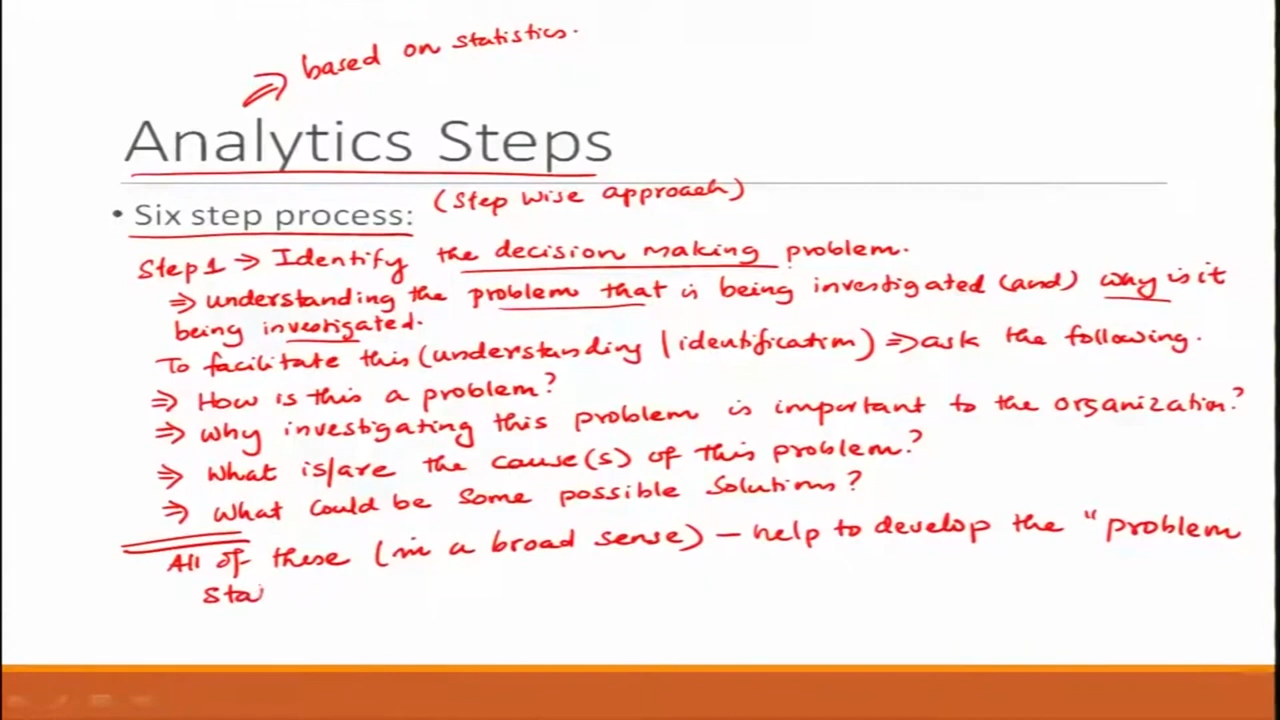 based on statistics.
Analytics Steps
• Six step process: (Step wise approach)
Step 1 → Identify the decision making problem.
⇒ understanding the problem that is being investigated (and) why is it
being investigated.
To facilitate this (understanding / identification) ⇒ ask the following.
⇒ How is this a problem?
⇒ why investigating this problem is important to the organization?
⇒ what is/are the cause(s) of this problem?
⇒ what could be some possible solutions?
All of these (in a broad sense) – help to develop the "problem
sta